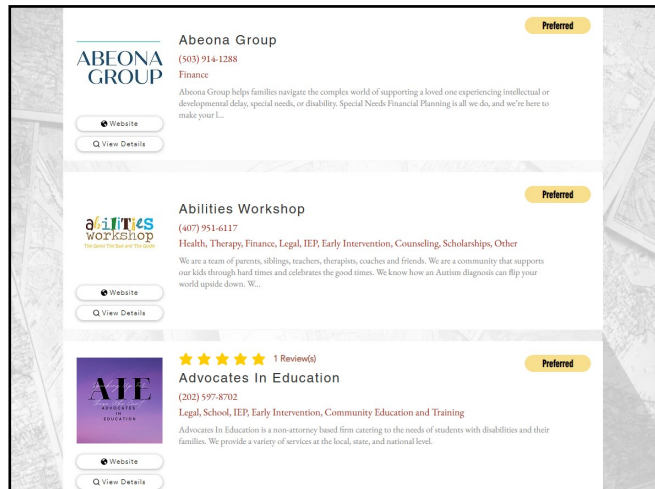 Preferred
ABEONA
GROUP
Abeona Group
(503) 914-1288
Finance
Abeona Group helps families navigate the complex world of supporting a loved one experiencing intellectual or
developmental delay, special needs, or disability. Special Needs Financial Planning is all we do, and we're here to
make your l...
Website
View Details
Preferred
abiliTiES
workshop
The Good The Bad and The Godly
Abilities Workshop
(407) 951-6117
Health, Therapy, Finance, Legal, IEP, Early Intervention, Counseling, Scholarships, Other
We are a team of parents, siblings, teachers, therapists, coaches and friends. We are a community that supports
our kids through hard times and celebrates the good times. We know how an Autism diagnosis can flip your
world upside down. W...
Website
View Details
1 Review(s)
Preferred
AIE
ADVOCATES
IN
EDUCATION
Advocates In Education
(202) 597-8702
Legal, School, IEP, Early Intervention, Community Education and Training
Advocates In Education is a non-attorney based firm catering to the needs of students with disabilities and their
families. We provide a variety of services at the local, state, and national level.
Website
View Details